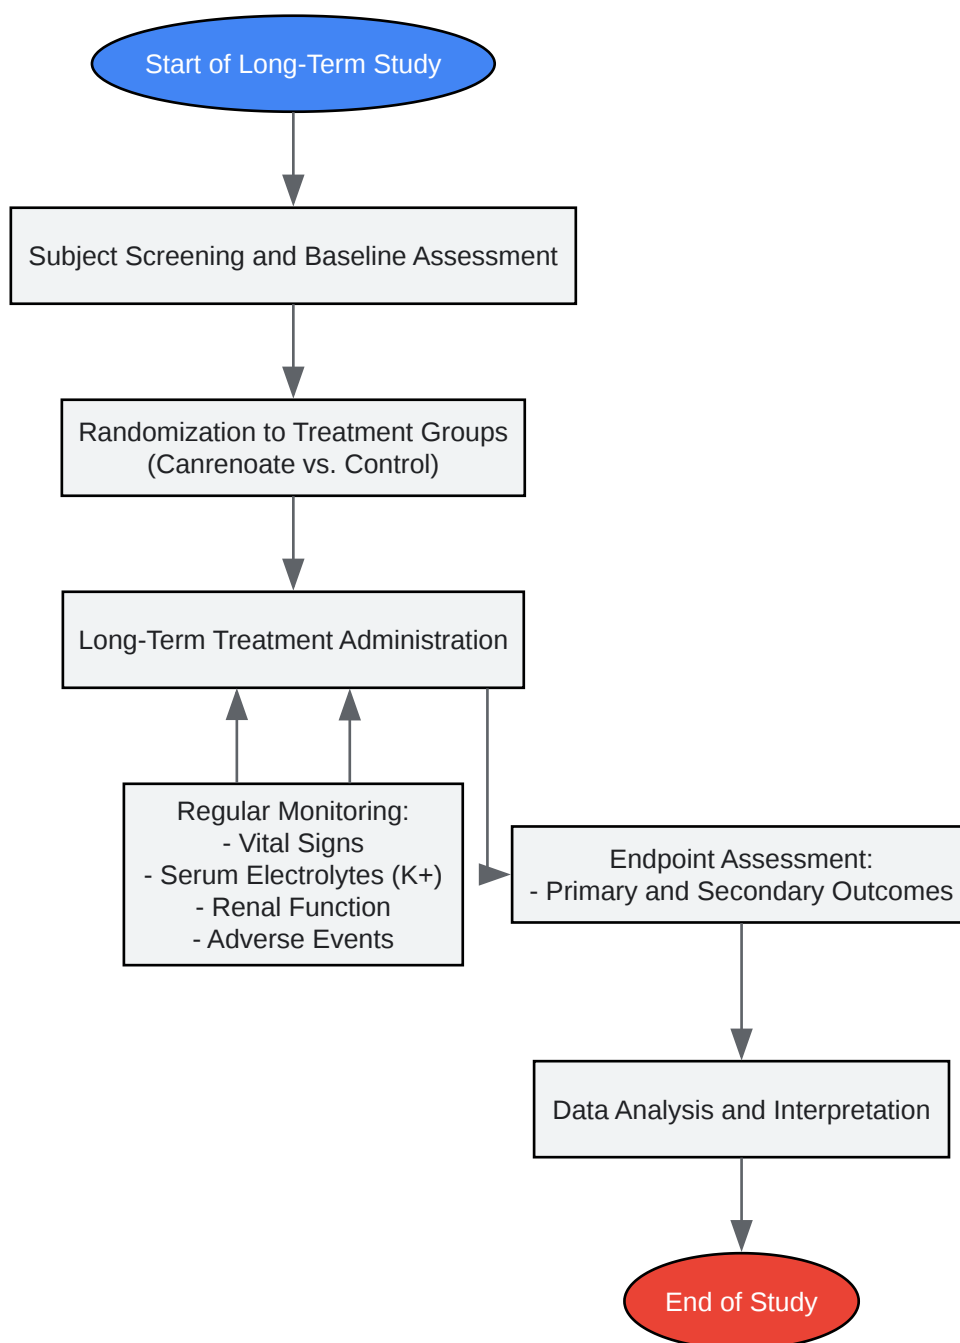 Start of Long-Term Study
Subject Screening and Baseline Assessment
Randomization to Treatment Groups
(Canrenoate vs. Control)
Long-Term Treatment Administration
Regular Monitoring:
- Vital Signs
- Serum Electrolytes (K+)
- Renal Function
- Adverse Events
Endpoint Assessment:
- Primary and Secondary Outcomes
Data Analysis and Interpretation
End of Study